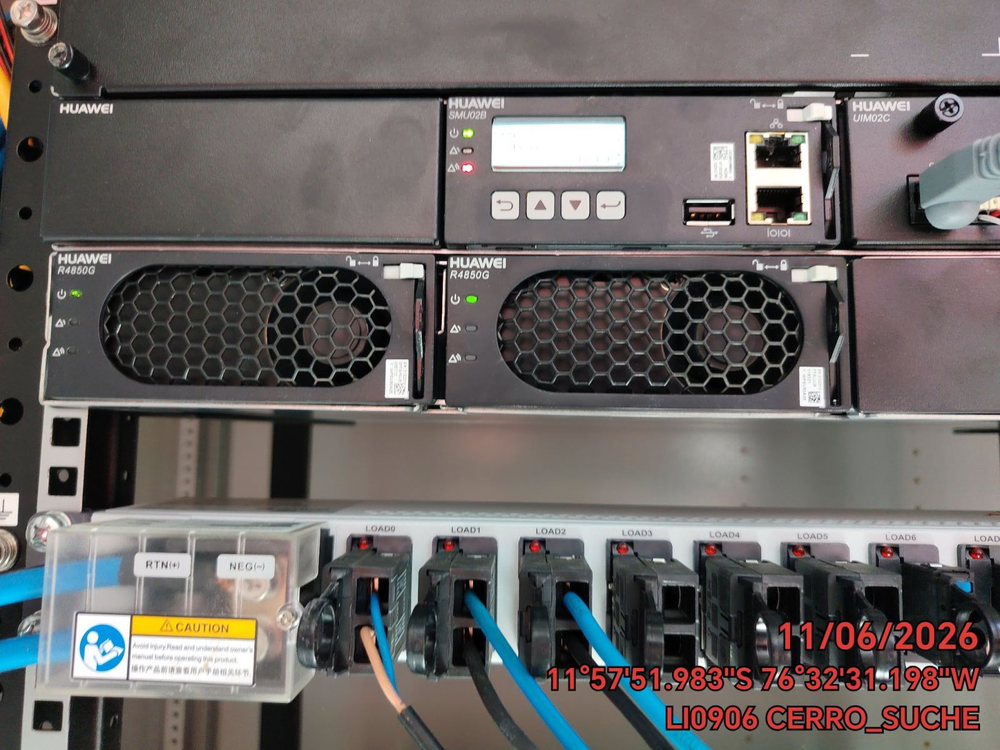 HUAWEI
HUAWEI
SMU02B
HUAWEI
UIM02C
HUAWEI
R4850G
HUAWEI
R4850G
LOAD0
LOAD1
LOAD2
LOAD3
LOAD4
LOAD5
LOAD6
LOAD
RTN(+)
NEG(−)
CAUTION
Avoid injury.Read and understand owner's
manual before operating this product.
操作产品前请查看用户手册相关环节
11/06/2026
11°57'51.983"S 76°32'31.198"W
LI0906 CERRO_SUCHE